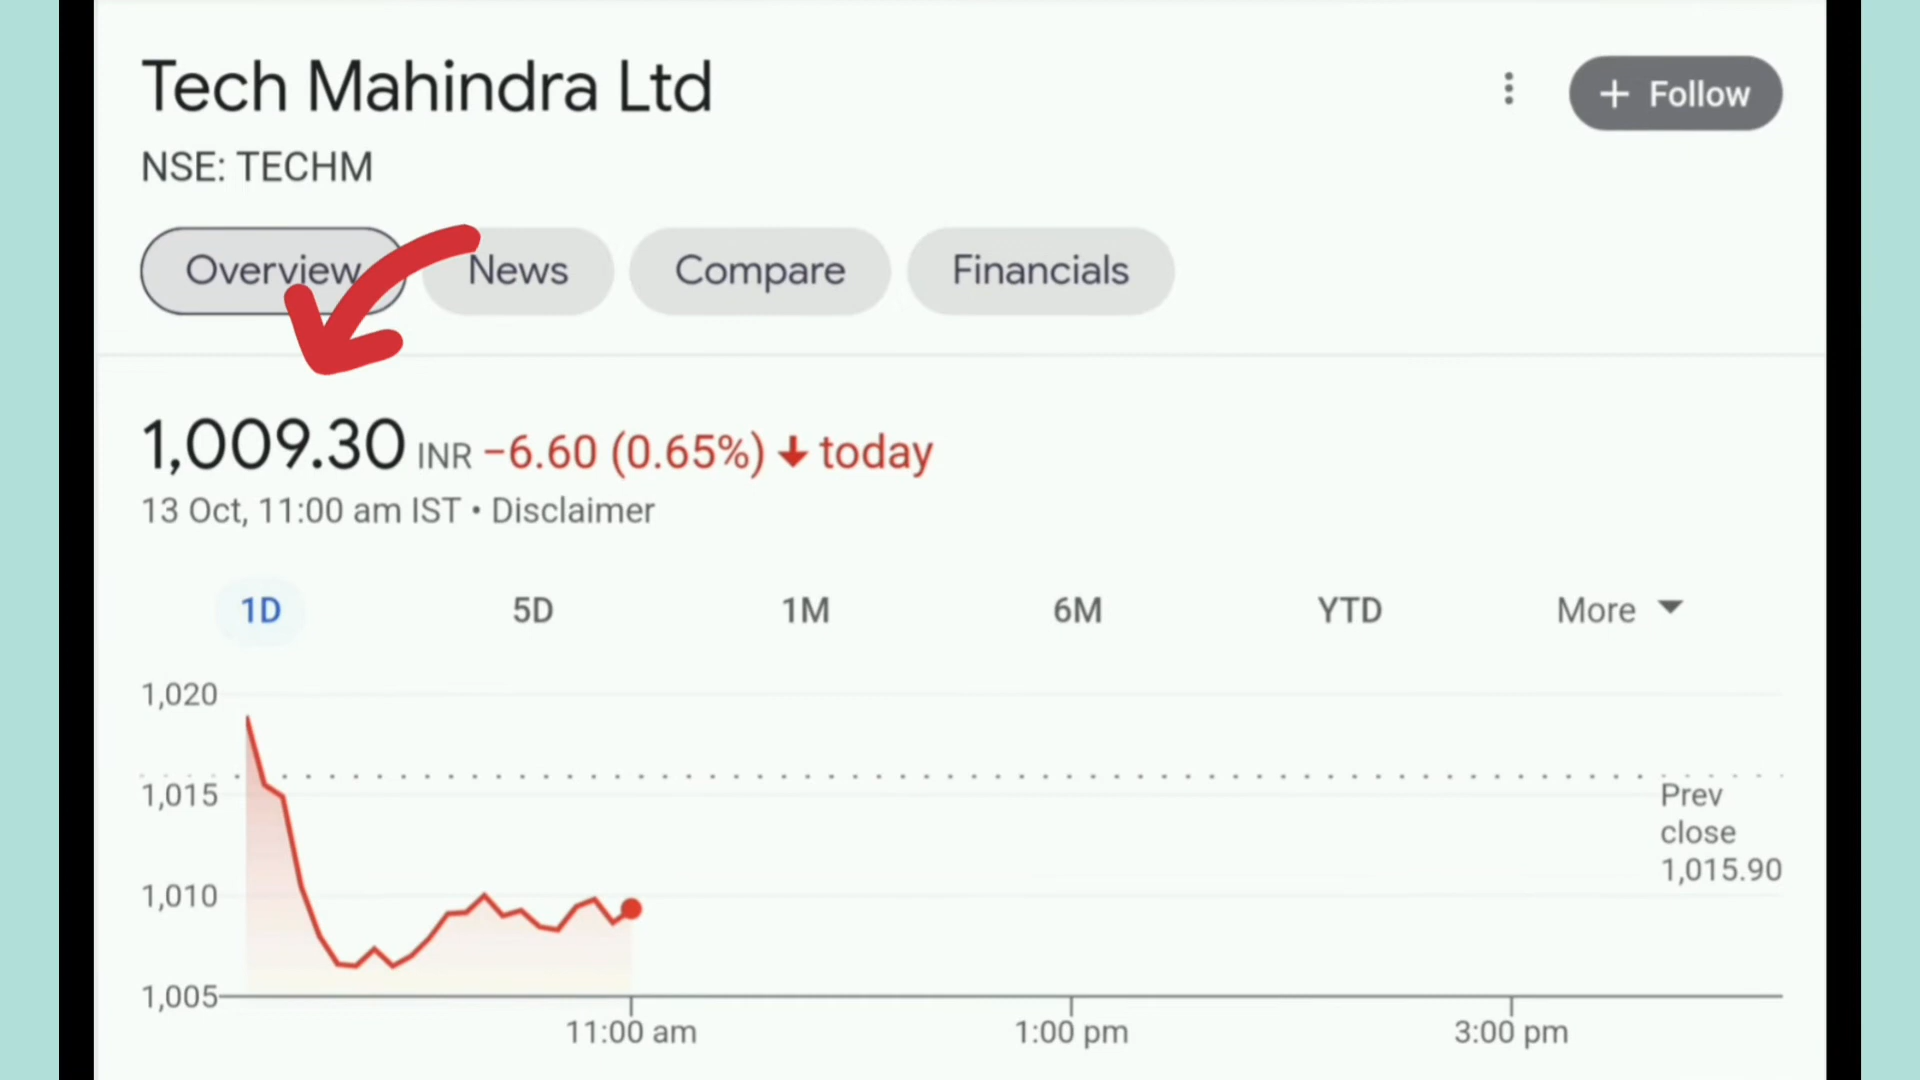 Tech Mahindra Ltd
+ Follow
NSE: TECHM
Overview News Compare Financials
1,009.30 INR −6.60 (0.65%) ↓ today
13 Oct, 11:00 am IST • Disclaimer
1D 5D 1M 6M YTD More
1,020
1,015
1,010
1,005
Prev
close
1,015.90
11:00 am 1:00 pm 3:00 pm